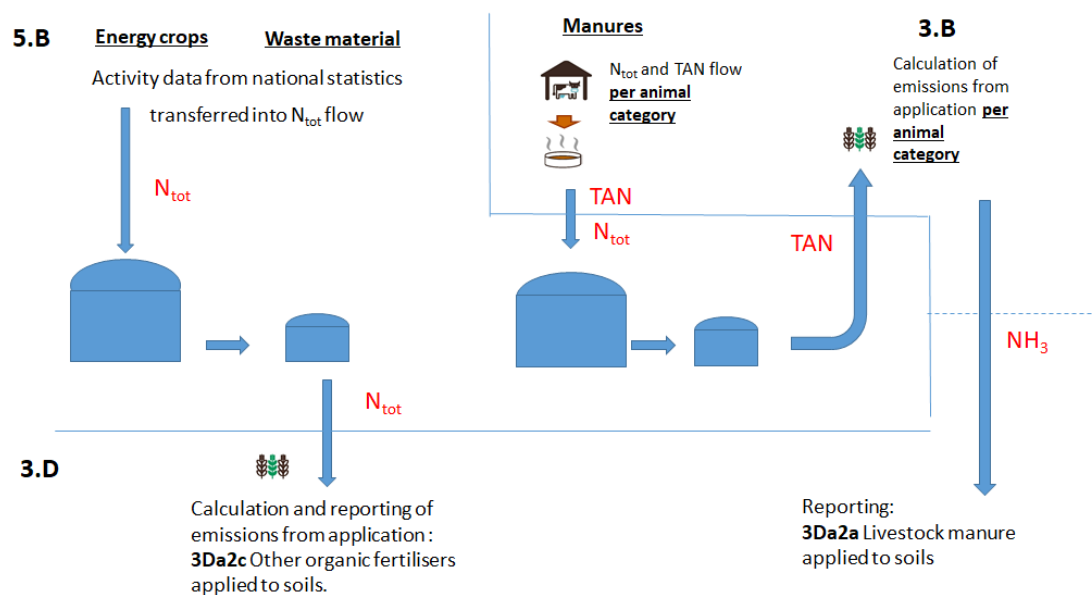 5.B
Energy crops
Waste material
Activity data from national statistics
transferred into Ntot flow
Ntot
Ntot
Manures
Ntot and TAN flow
per animal
category
TAN
Ntot
TAN
3.B
Calculation of
emissions from
application per
animal
category
NH3
3.D
Calculation and reporting of
emissions from application :
3Da2c Other organic fertilisers
applied to soils.
Reporting:
3Da2a Livestock manure
applied to soils